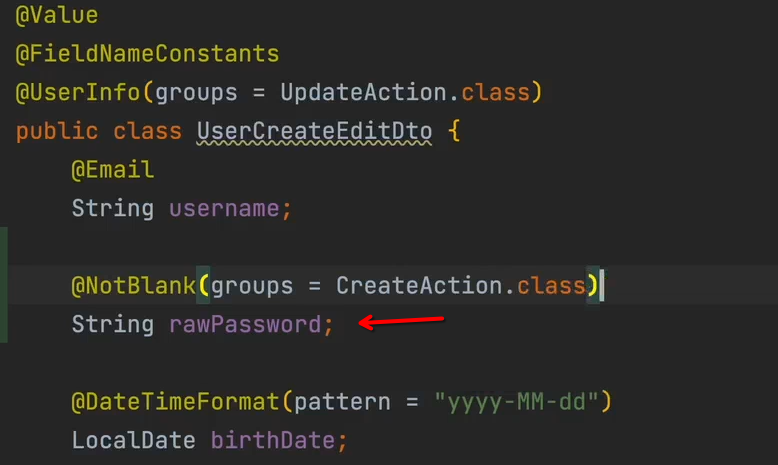 @Value
@FieldNameConstants
@UserInfo(groups = UpdateAction.class)
public class UserCreateEditDto {
@Email
String username;
@NotBlank(groups = CreateAction.class)
String rawPassword;
@DateTimeFormat(pattern = "yyyy-MM-dd")
LocalDate birthDate;